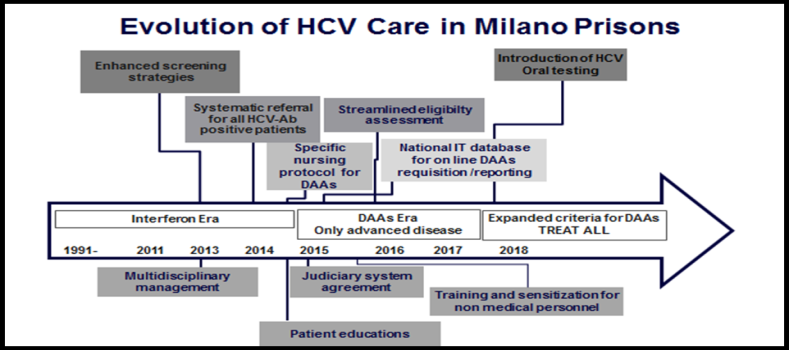 Evolution of HCV Care in Milano Prisons
Enhanced screening
strategies
Introduction of HCV
Oral testing
Systematic referral
for all HCV-Ab
positive patients
Streamlined eligibilty
assessment
Specific
nursing
protocol for
DAAs
National IT database
for on line DAAs
requisition /reporting
Interferon Era
DAAs Era
Only advanced disease
Expanded criteria for DAAs
TREAT ALL
1991- 2011 2013 2014 2015 2016 2017 2018
Multidisciplinary
management
Judiciary system
agreement
Training and sensitization for
non medical personnel
Patient educations